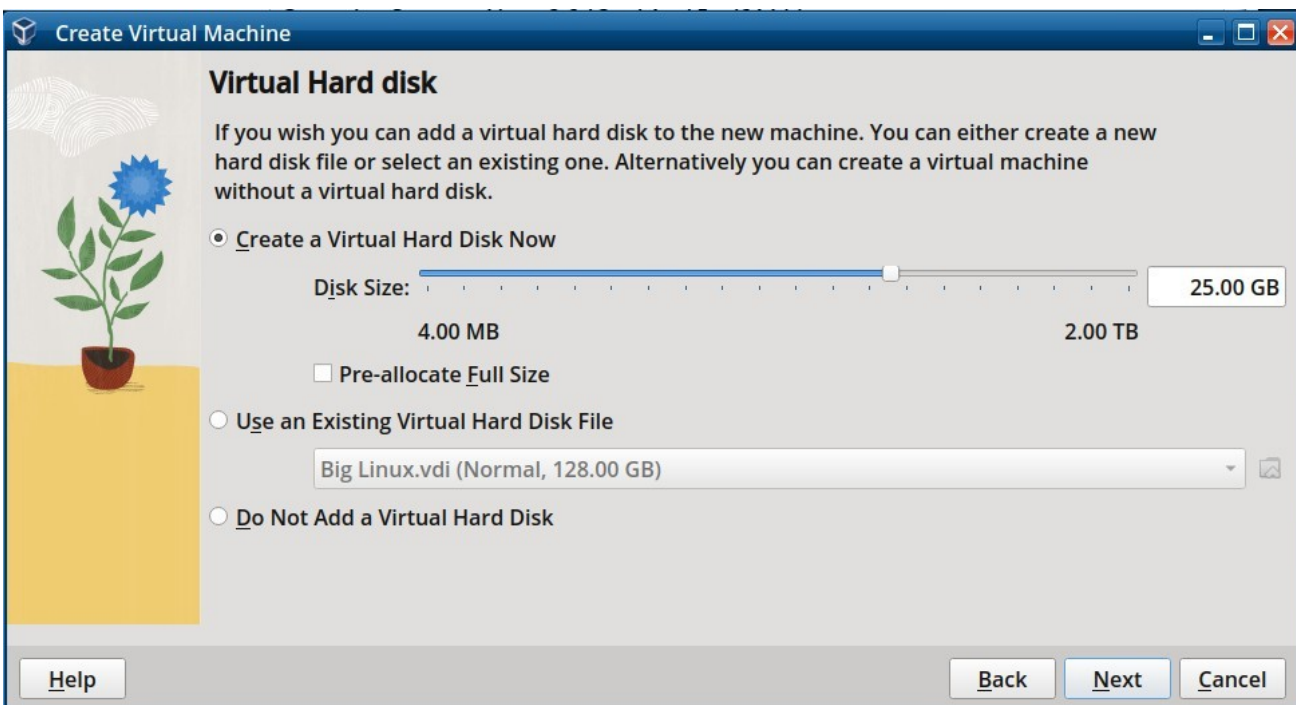 Create Virtual Machine
Virtual Hard disk
If you wish you can add a virtual hard disk to the new machine. You can either create a new
hard disk file or select an existing one. Alternatively you can create a virtual machine
without a virtual hard disk.
Create a Virtual Hard Disk Now
Disk Size:
25.00 GB
4.00 MB
2.00 TB
Pre-allocate Full Size
Use an Existing Virtual Hard Disk File
Big Linux.vdi (Normal, 128.00 GB)
Do Not Add a Virtual Hard Disk
Help
Back
Next
Cancel